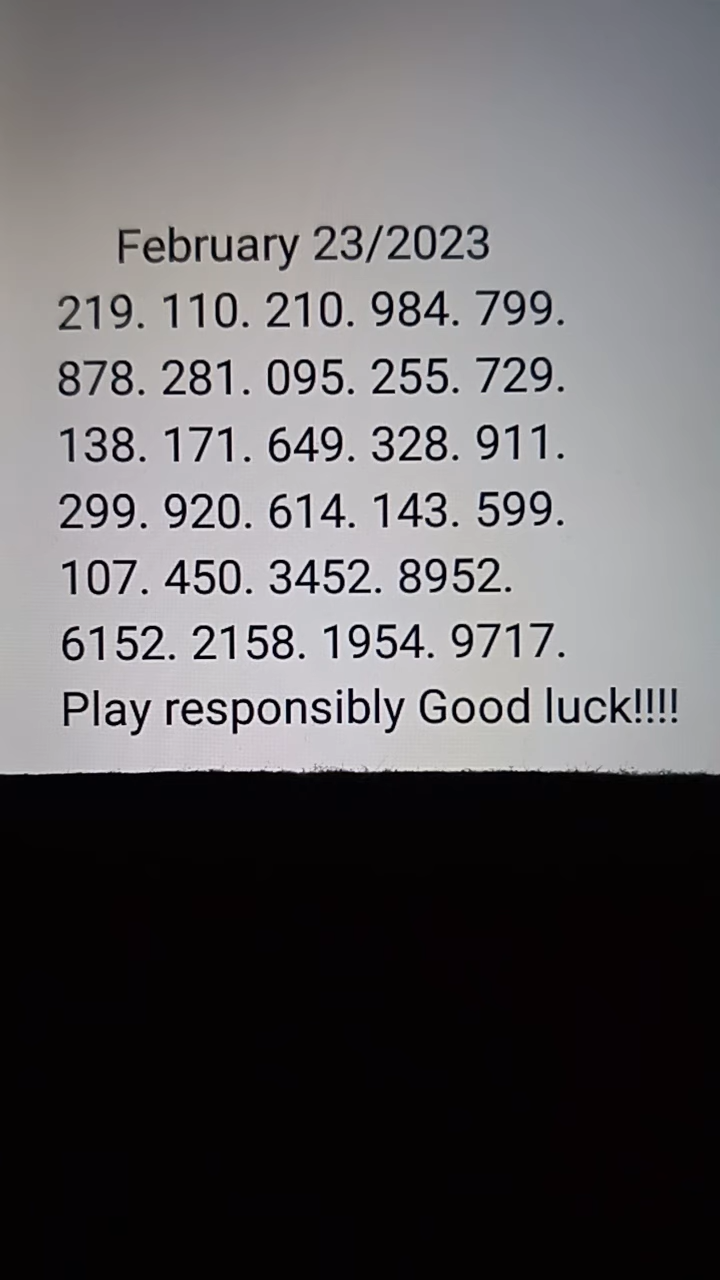 February 23/2023
219. 110. 210. 984. 799.
878. 281. 095. 255. 729.
138. 171. 649. 328. 911.
299. 920. 614. 143. 599.
107. 450. 3452. 8952.
6152. 2158. 1954. 9717.
Play responsibly Good luck!!!!